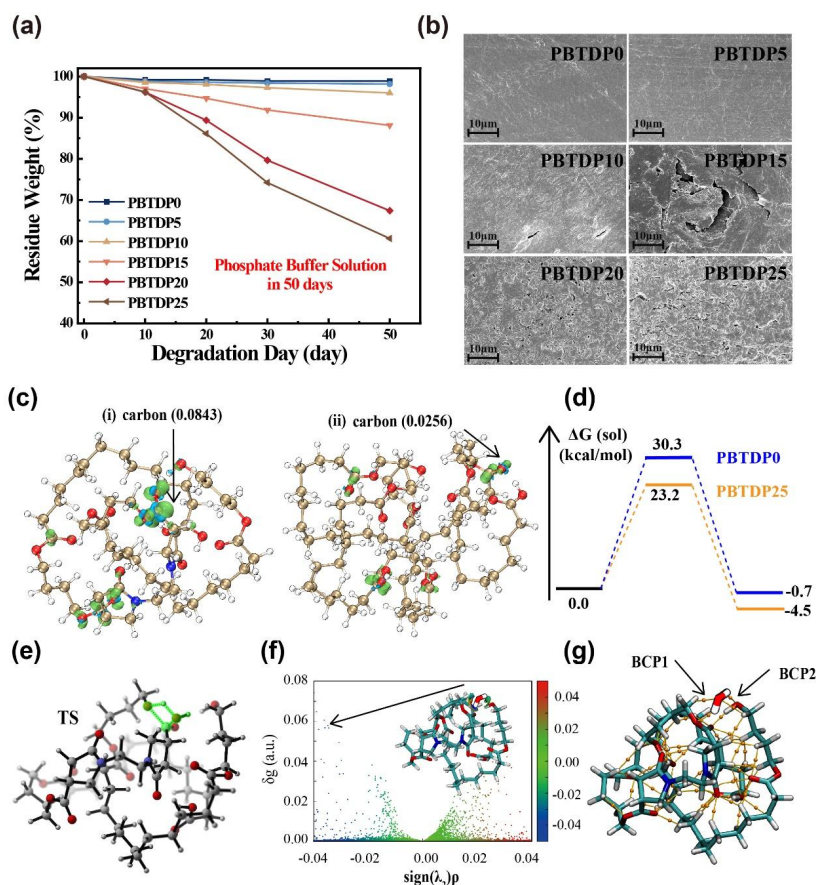 (a)
100
90
80
70
60
50
40
Residue Weight (%)
PBTDP0
PBTDP5
PBTDP10
PBTDP15
PBTDP20
PBTDP25
Phosphate Buffer Solution
in 50 days
0 10 20 30 40 50
Degradation Day (day)
(b)
PBTDP0
10μm
PBTDP5
10μm
PBTDP10
10μm
PBTDP15
10μm
PBTDP20
10μm
PBTDP25
10μm
(c)
(i) carbon (0.0843)
(ii) carbon (0.0256)
(d)
ΔG (sol)
(kcal/mol)
30.3
PBTDP0
23.2
PBTDP25
0.0
-0.7
-4.5
(e)
TS
(f)
0.08
0.06
0.04
0.02
0.00
δg (a.u.)
-0.04 -0.02 0.00 0.02 0.04
sign(λ₂)ρ
0.04
0.02
0.00
-0.02
-0.04
(g)
BCP1
BCP2